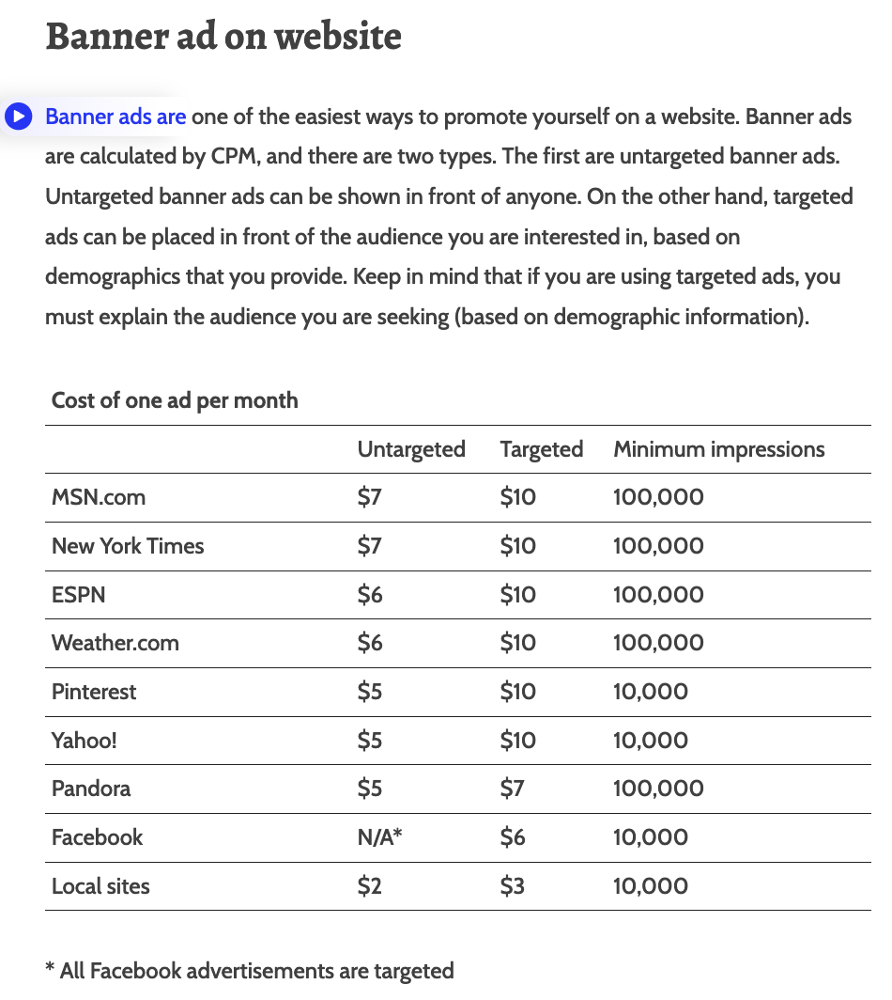 Banner ad on website
Banner ads are one of the easiest ways to promote yourself on a website. Banner ads
are calculated by CPM, and there are two types. The first are untargeted banner ads.
Untargeted banner ads can be shown in front of anyone. On the other hand, targeted
ads can be placed in front of the audience you are interested in, based on
demographics that you provide. Keep in mind that if you are using targeted ads, you
must explain the audience you are seeking (based on demographic information).
Cost of one ad per month
Untargeted Targeted Minimum impressions
MSN.com $7 $10 100,000
New York Times $7 $10 100,000
ESPN $6 $10 100,000
Weather.com $6 $10 100,000
Pinterest $5 $10 10,000
Yahoo! $5 $10 10,000
Pandora $5 $7 100,000
Facebook N/A* $6 10,000
Local sites $2 $3 10,000
* All Facebook advertisements are targeted